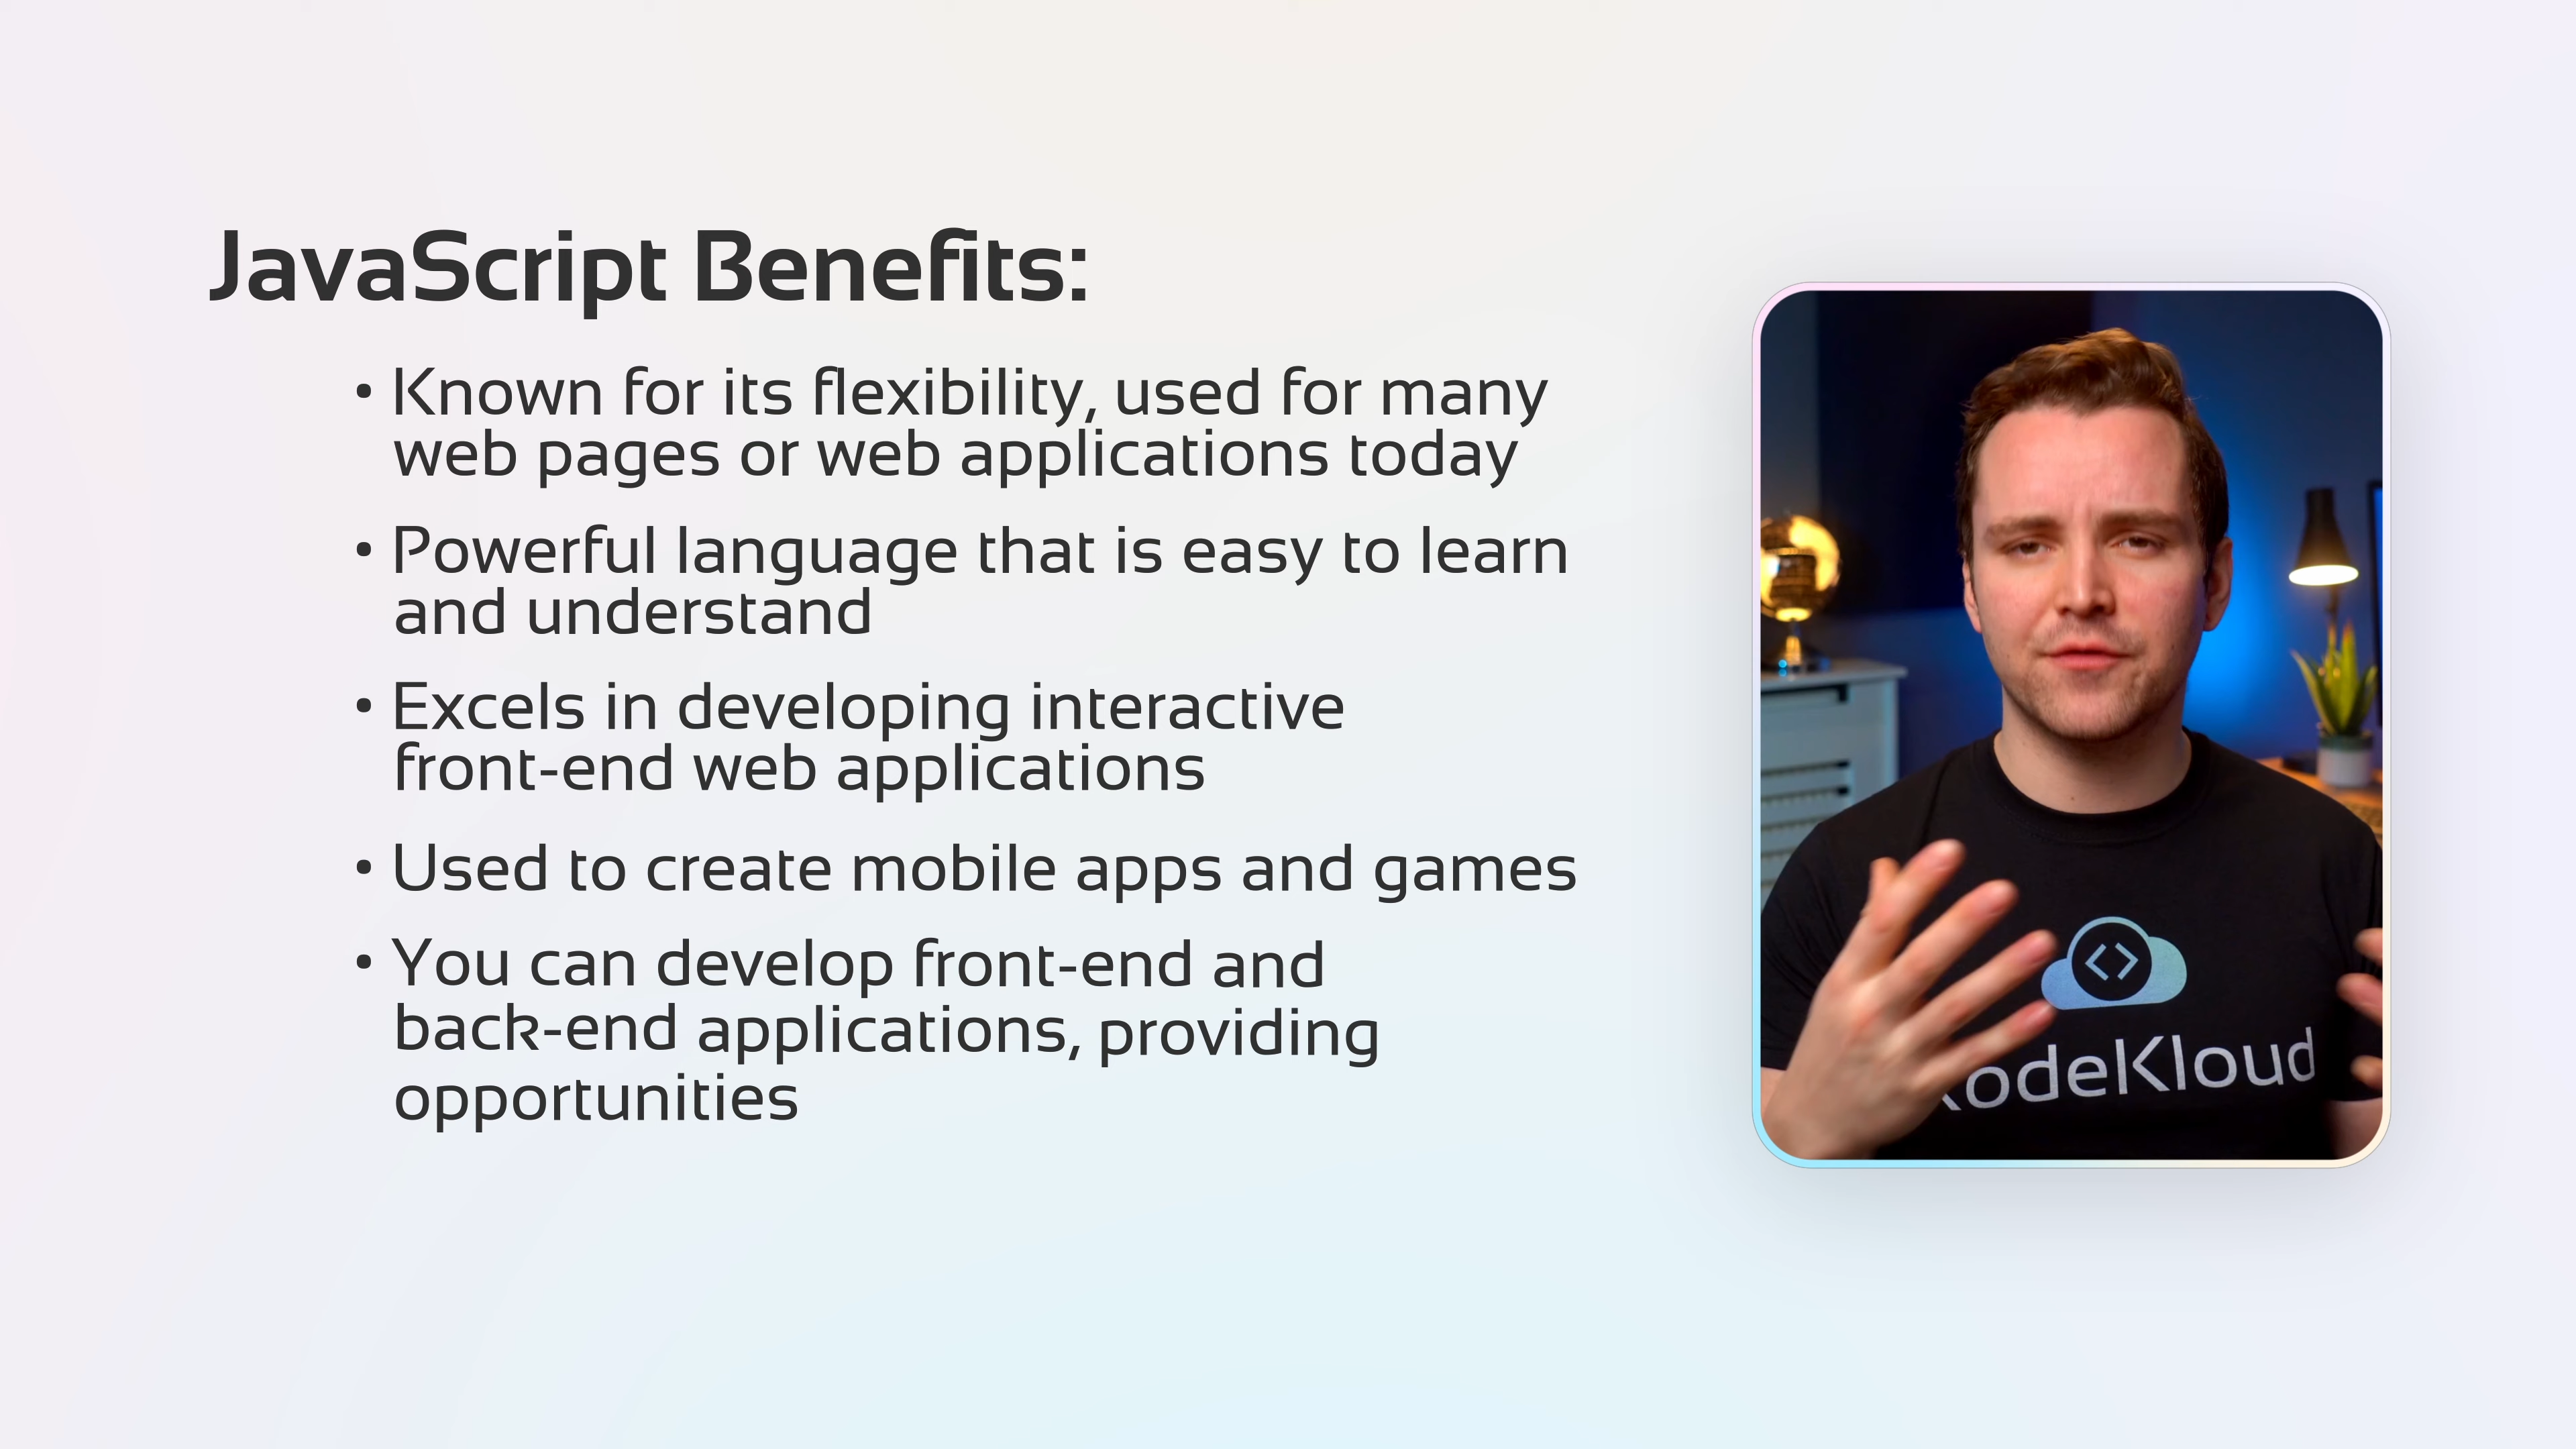 JavaScript Benefits:
• Known for its flexibility, used for many
web pages or web applications today
• Powerful language that is easy to learn
and understand
• Excels in developing interactive
front-end web applications
• Used to create mobile apps and games
• You can develop front-end and
back-end applications, providing
opportunities
KodeKloud